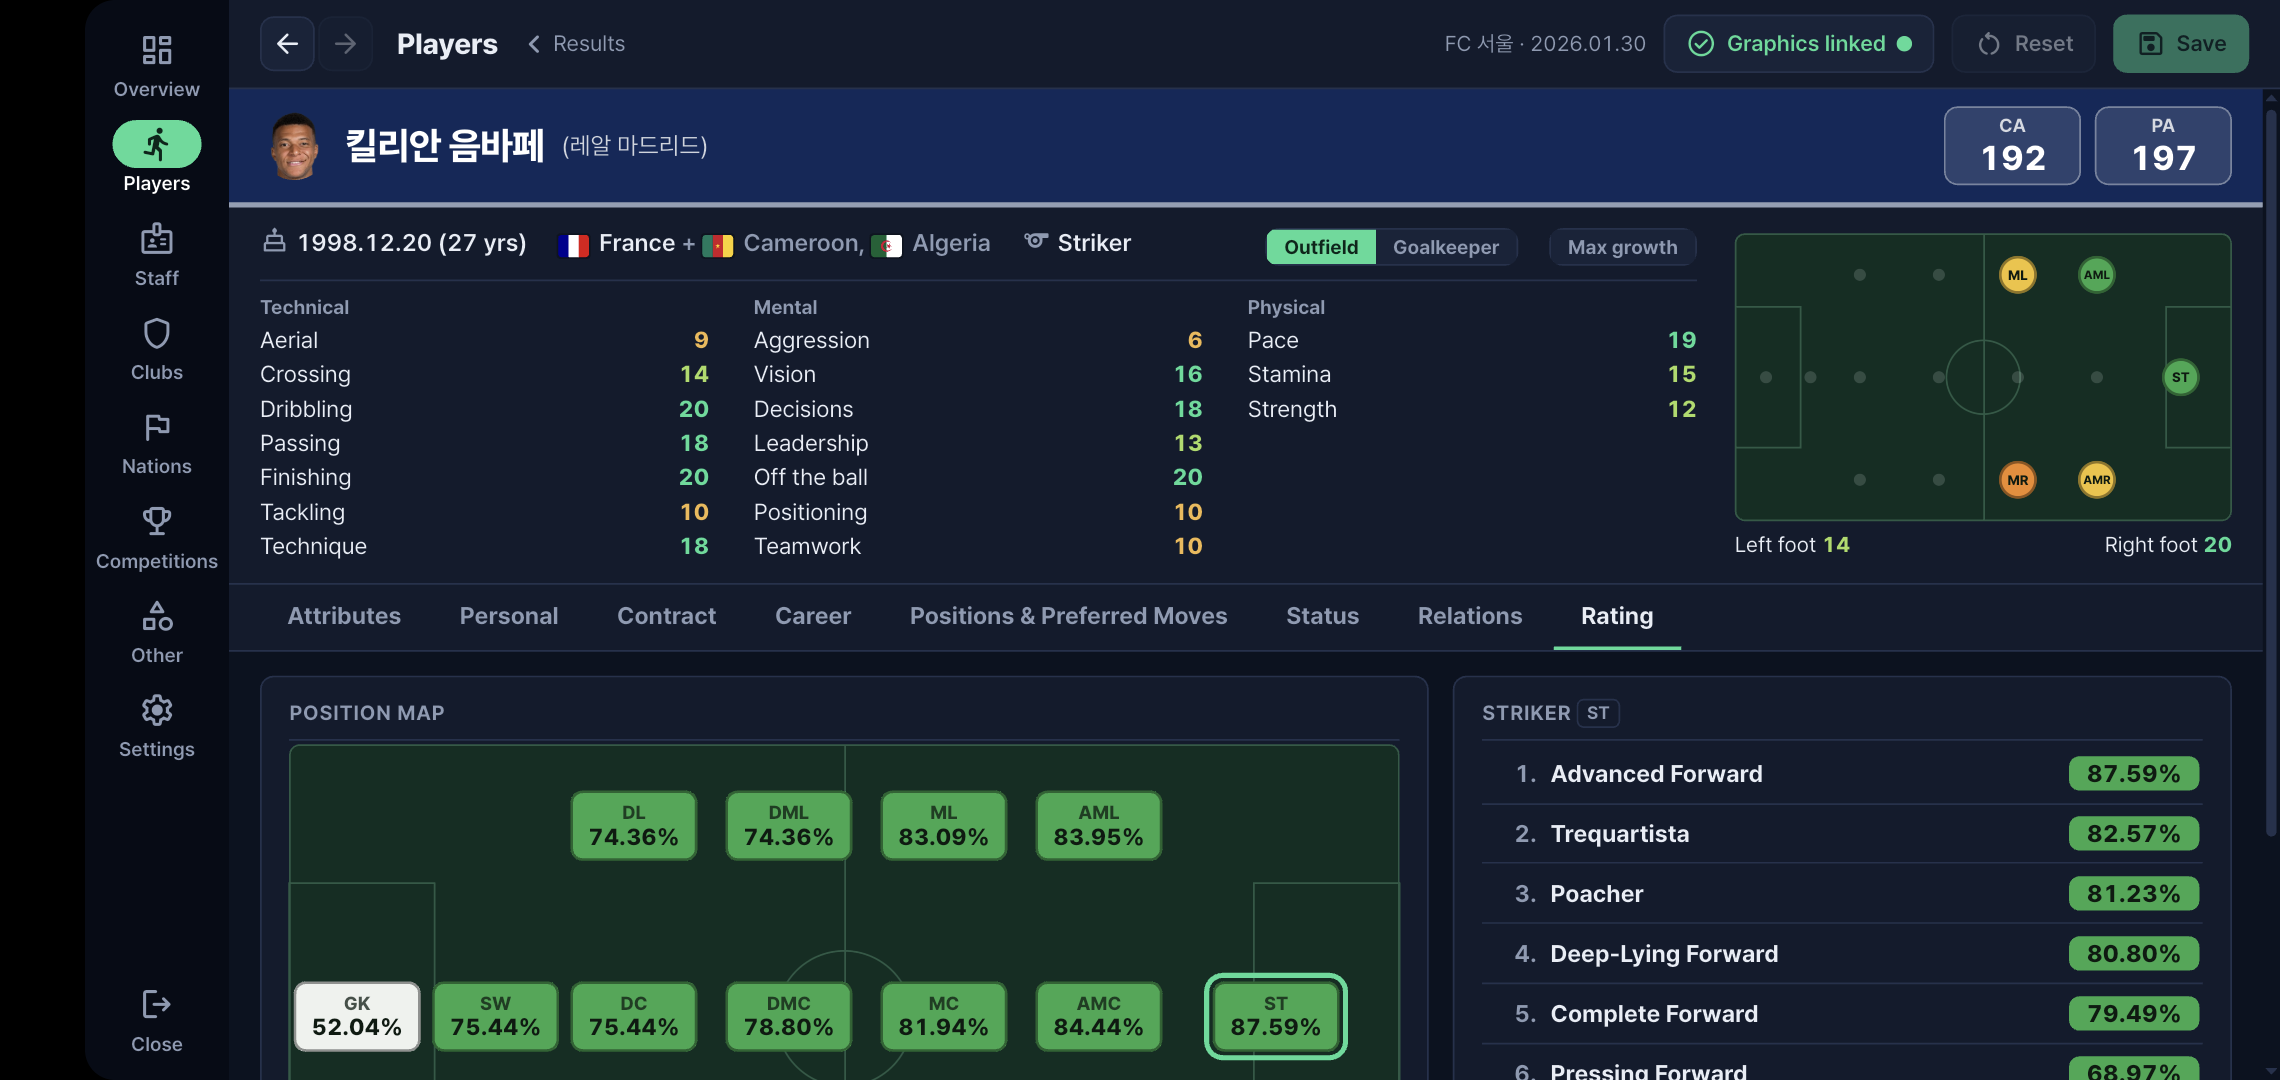 Players
Results
FC 서울 · 2026.01.30
Graphics linked
Reset
Save
Overview
Players
Staff
Clubs
Nations
Competitions
Other
Settings
Close
킬리안 음바페 (레알 마드리드)
CA
192
PA
197
1998.12.20 (27 yrs)
France + Cameroon, Algeria
Striker
Outfield
Goalkeeper
Max growth
Technical
Aerial 9
Crossing 14
Dribbling 20
Passing 18
Finishing 20
Tackling 10
Technique 18
Mental
Aggression 6
Vision 16
Decisions 18
Leadership 13
Off the ball 20
Positioning 10
Teamwork 10
Physical
Pace 19
Stamina 15
Strength 12
ML
AML
ST
MR
AMR
Left foot 14
Right foot 20
Attributes
Personal
Contract
Career
Positions & Preferred Moves
Status
Relations
Rating
POSITION MAP
DL
74.36%
DML
74.36%
ML
83.09%
AML
83.95%
GK
52.04%
SW
75.44%
DC
75.44%
DMC
78.80%
MC
81.94%
AMC
84.44%
ST
87.59%
STRIKER ST
1. Advanced Forward 87.59%
2. Trequartista 82.57%
3. Poacher 81.23%
4. Deep-Lying Forward 80.80%
5. Complete Forward 79.49%
6. Pressing Forward 68.97%